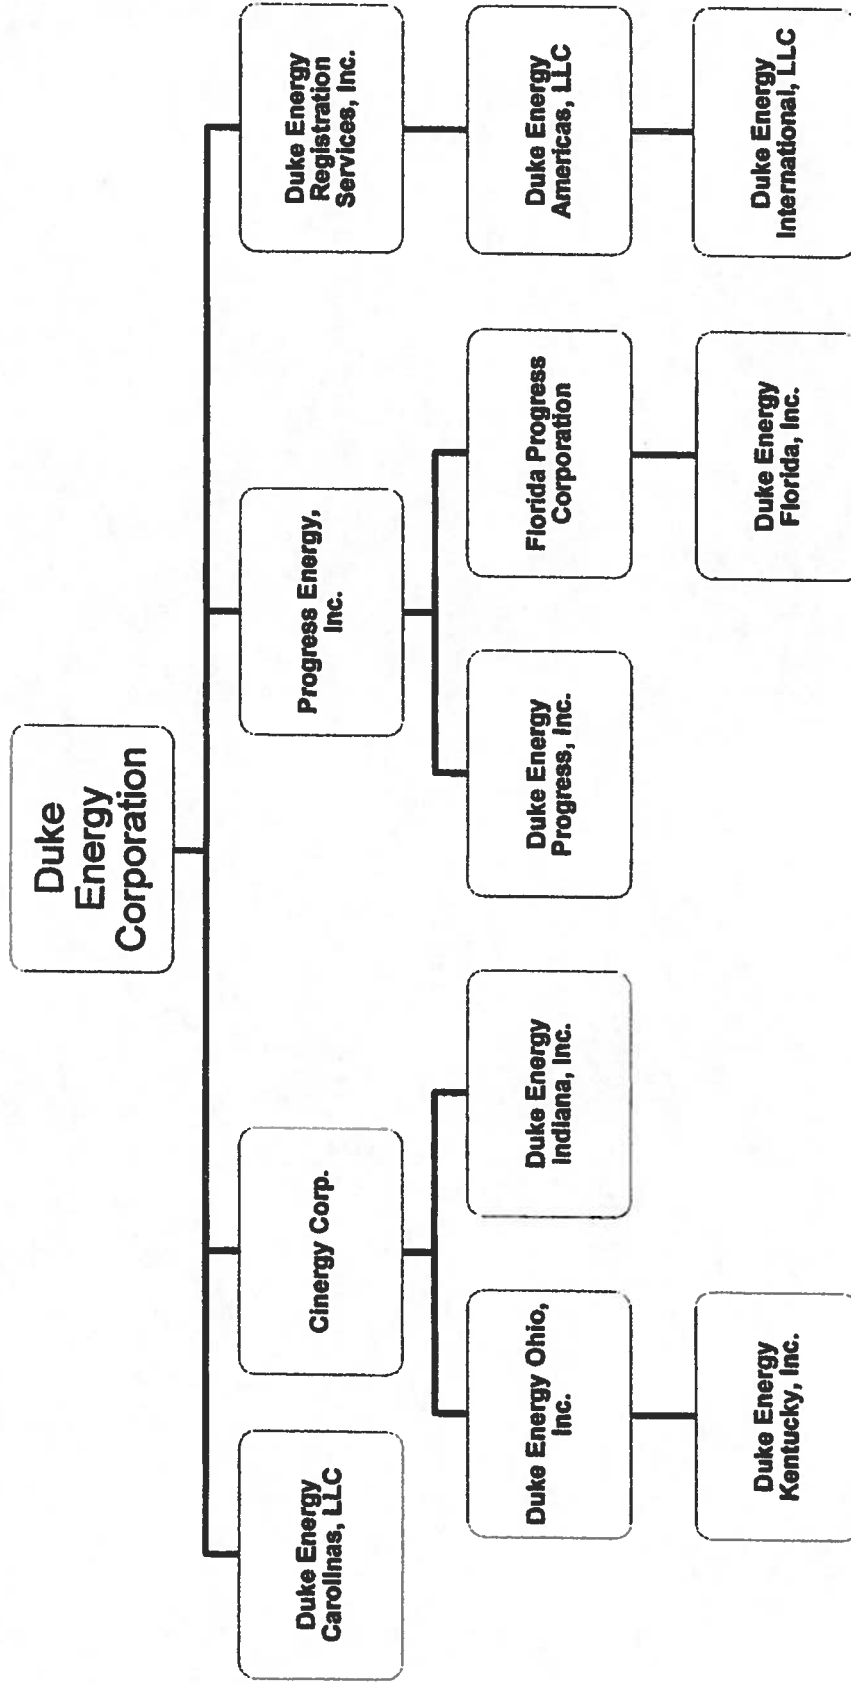 Duke
Energy
Corporation
Duke Energy
Carolinas, LLC
Cinergy Corp.
Progress Energy,
Inc.
Duke Energy
Registration
Services, Inc.
Duke Energy Ohio,
Inc.
Duke Energy
Indiana, Inc.
Duke Energy
Progress, Inc.
Florida Progress
Corporation
Duke Energy
Americas, LLC
Duke Energy
Kentucky, Inc.
Duke Energy
Florida, Inc.
Duke Energy
International, LLC